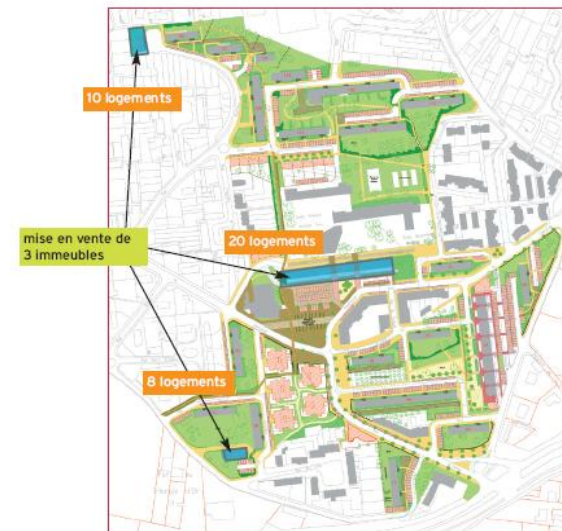 10 logements
mise en vente de
3 immeubles
20 logements
8 logements